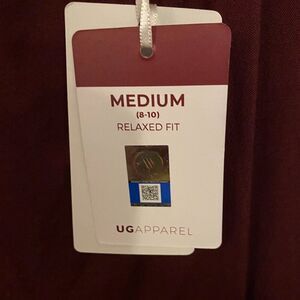 MEDIUM
(8-10)
RELAXED FIT
UGAPPAREL